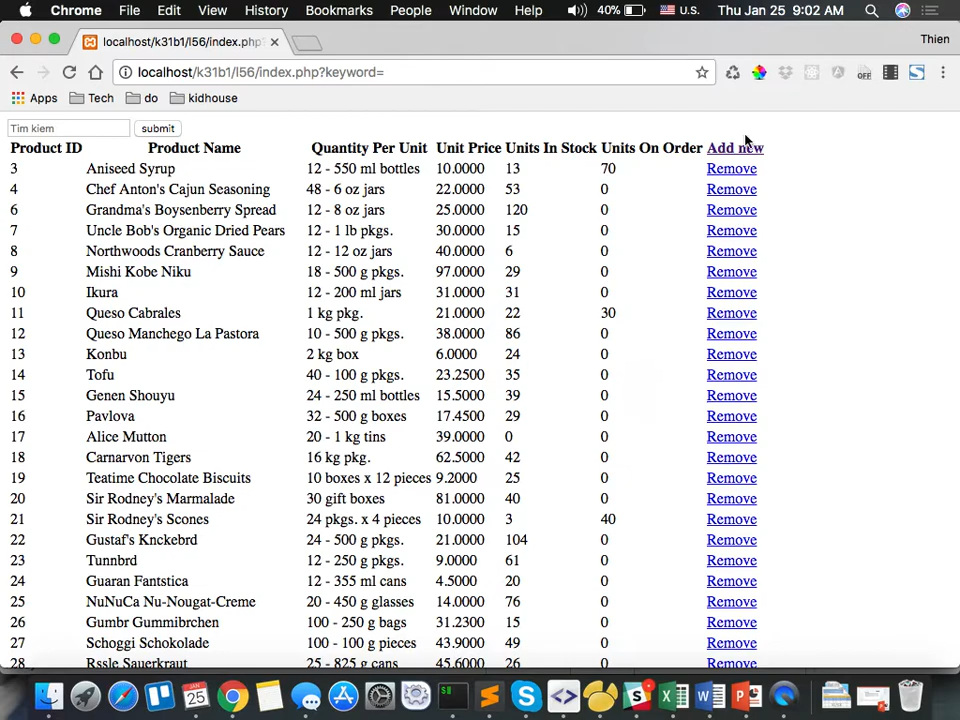 Chrome File Edit View History Bookmarks People Window Help 40% U.S. Thu Jan 25 9:02 AM
localhost/k31b1/l56/index.php Thien
localhost/k31b1/l56/index.php?keyword=
Apps Tech do kidhouse
Tim kiem submit
Product ID Product Name Quantity Per Unit Unit Price Units In Stock Units On Order Add new
3 Aniseed Syrup 12 - 550 ml bottles 10.0000 13 70 Remove
4 Chef Anton's Cajun Seasoning 48 - 6 oz jars 22.0000 53 0 Remove
6 Grandma's Boysenberry Spread 12 - 8 oz jars 25.0000 120 0 Remove
7 Uncle Bob's Organic Dried Pears 12 - 1 lb pkgs. 30.0000 15 0 Remove
8 Northwoods Cranberry Sauce 12 - 12 oz jars 40.0000 6 0 Remove
9 Mishi Kobe Niku 18 - 500 g pkgs. 97.0000 29 0 Remove
10 Ikura 12 - 200 ml jars 31.0000 31 0 Remove
11 Queso Cabrales 1 kg pkg. 21.0000 22 30 Remove
12 Queso Manchego La Pastora 10 - 500 g pkgs. 38.0000 86 0 Remove
13 Konbu 2 kg box 6.0000 24 0 Remove
14 Tofu 40 - 100 g pkgs. 23.2500 35 0 Remove
15 Genen Shouyu 24 - 250 ml bottles 15.5000 39 0 Remove
16 Pavlova 32 - 500 g boxes 17.4500 29 0 Remove
17 Alice Mutton 20 - 1 kg tins 39.0000 0 0 Remove
18 Carnarvon Tigers 16 kg pkg. 62.5000 42 0 Remove
19 Teatime Chocolate Biscuits 10 boxes x 12 pieces 9.2000 25 0 Remove
20 Sir Rodney's Marmalade 30 gift boxes 81.0000 40 0 Remove
21 Sir Rodney's Scones 24 pkgs. x 4 pieces 10.0000 3 40 Remove
22 Gustaf's Knckebrd 24 - 500 g pkgs. 21.0000 104 0 Remove
23 Tunnbrd 12 - 250 g pkgs. 9.0000 61 0 Remove
24 Guaran Fantstica 12 - 355 ml cans 4.5000 20 0 Remove
25 NuNuCa Nu-Nougat-Creme 20 - 450 g glasses 14.0000 76 0 Remove
26 Gumbr Gummibrchen 100 - 250 g bags 31.2300 15 0 Remove
27 Schoggi Schokolade 100 - 100 g pieces 43.9000 49 0 Remove
28 Rssle Sauerkraut 25 - 825 g cans 45.6000 26 0 Remove